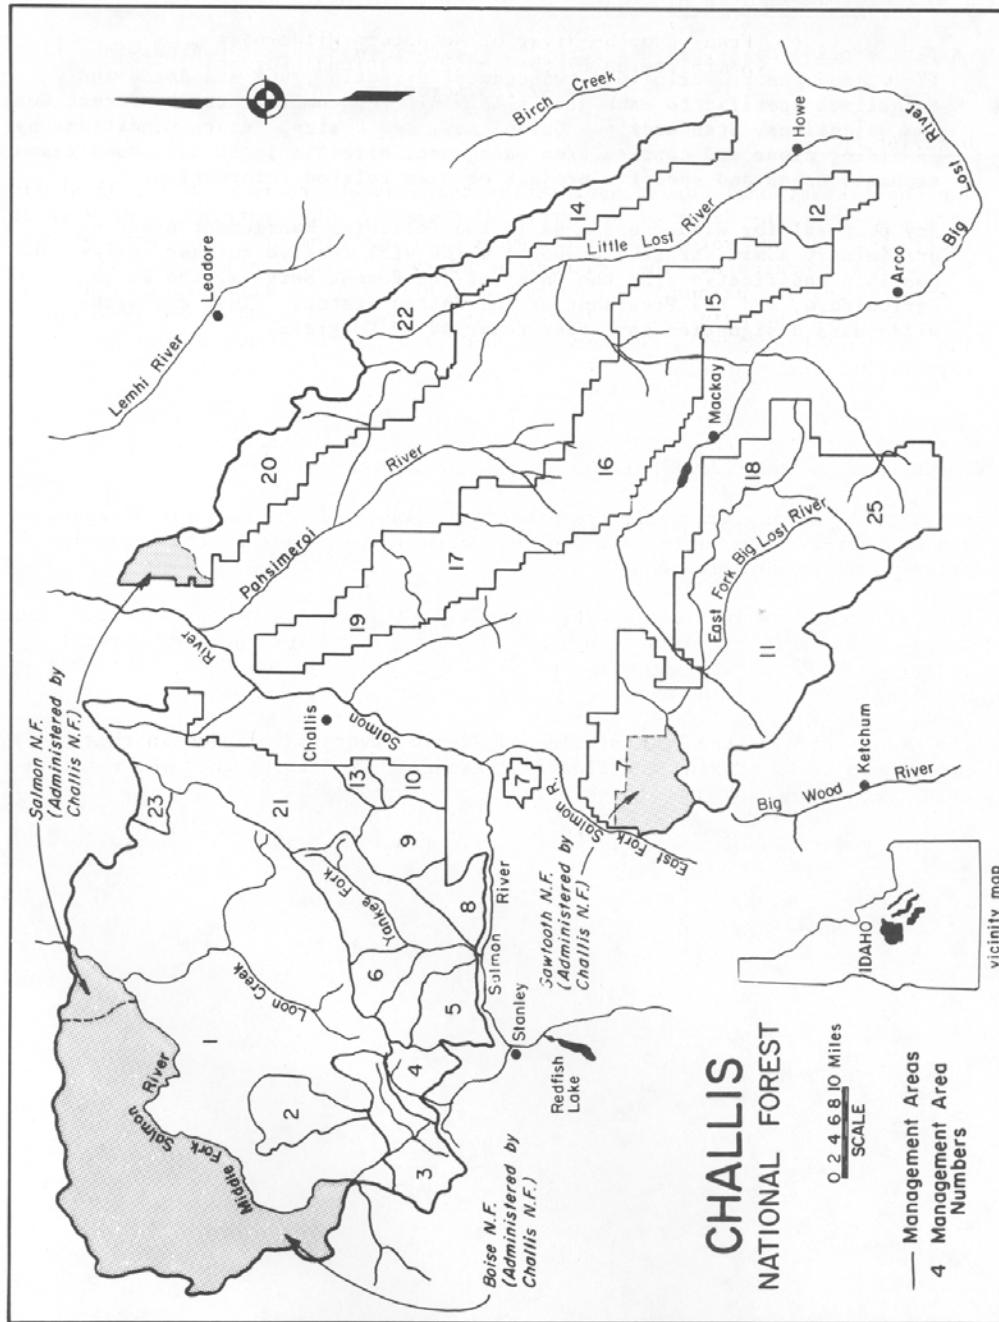 Salmon N.F.
(Administered by
Challis N.F.)
Lemhi River
Leadore
Birch Creek
Howe
Big Lost River
Little Lost River
Arco
Mackay
Pahsimeroi River
Salmon River
Challis
East Fork Big Lost River
East Fork Salmon R.
Big Wood River
Ketchum
Middle Fork Salmon River
Loon Creek
Yankee Fork
Salmon River
Stanley
Redfish
Lake
Boise N.F.
(Administered by
Challis N.F.)
Sawtooth N.F.
(Administered by
Challis N.F.)
1
2
3
4
5
6
7
7
8
9
10
11
12
13
14
15
16
17
18
19
20
21
22
23
25
CHALLIS
NATIONAL FOREST
0 2 4 6 8 10 Miles
SCALE
Management Areas
4 Management Area
Numbers
IDAHO
vicinity map